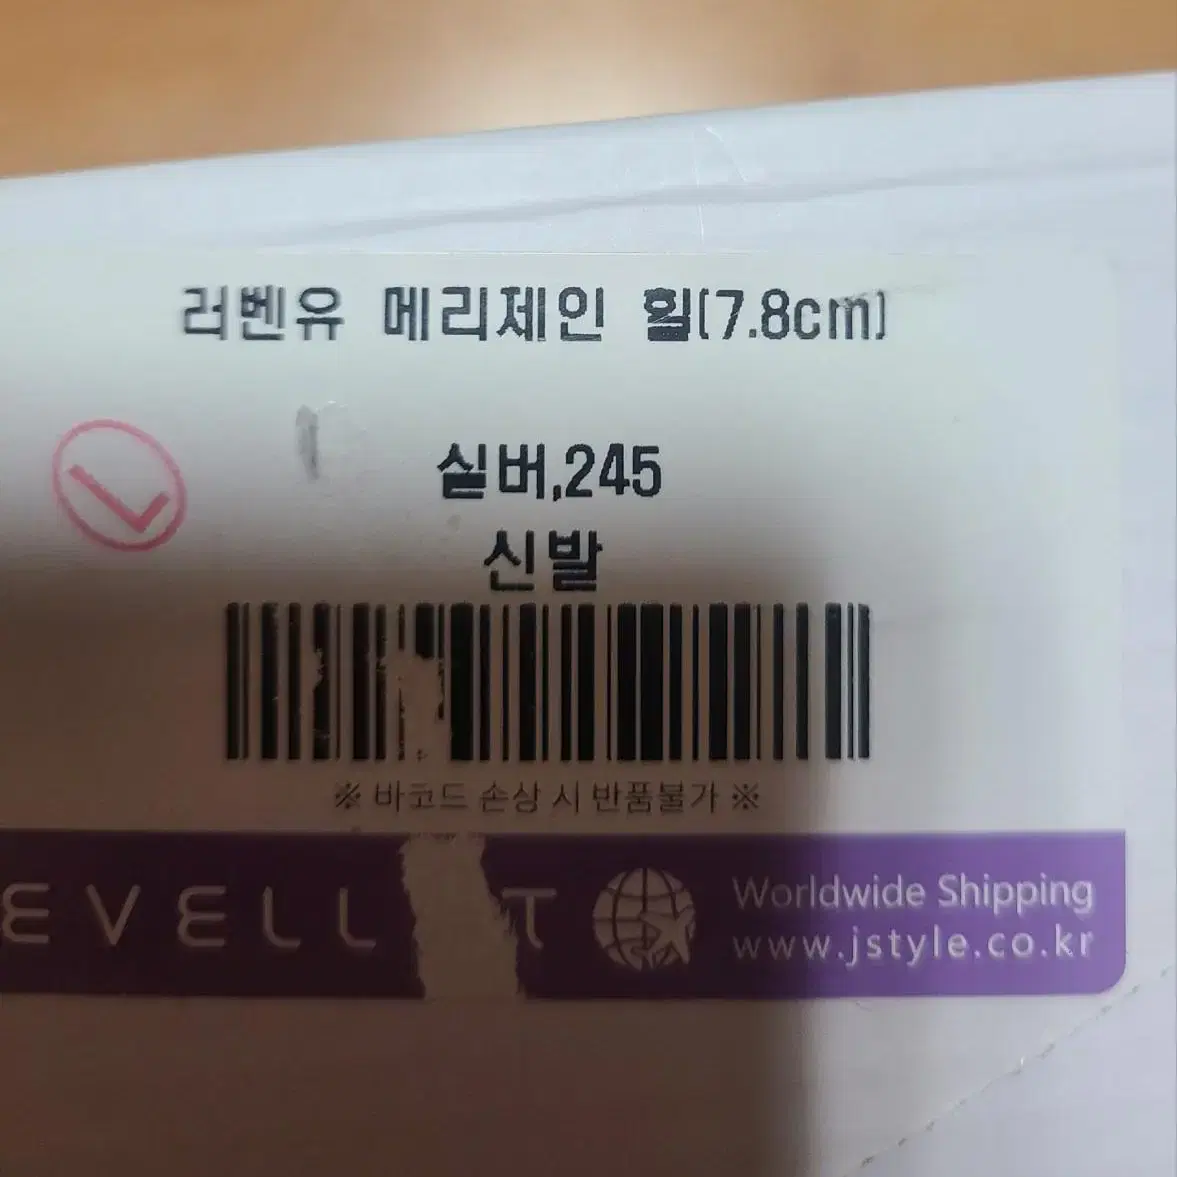 러벤유 메리제인 힐(7.8cm)
실버,245
신발
※ 바코드 손상 시 반품불가 ※
Worldwide Shipping
www.jstyle.co.kr